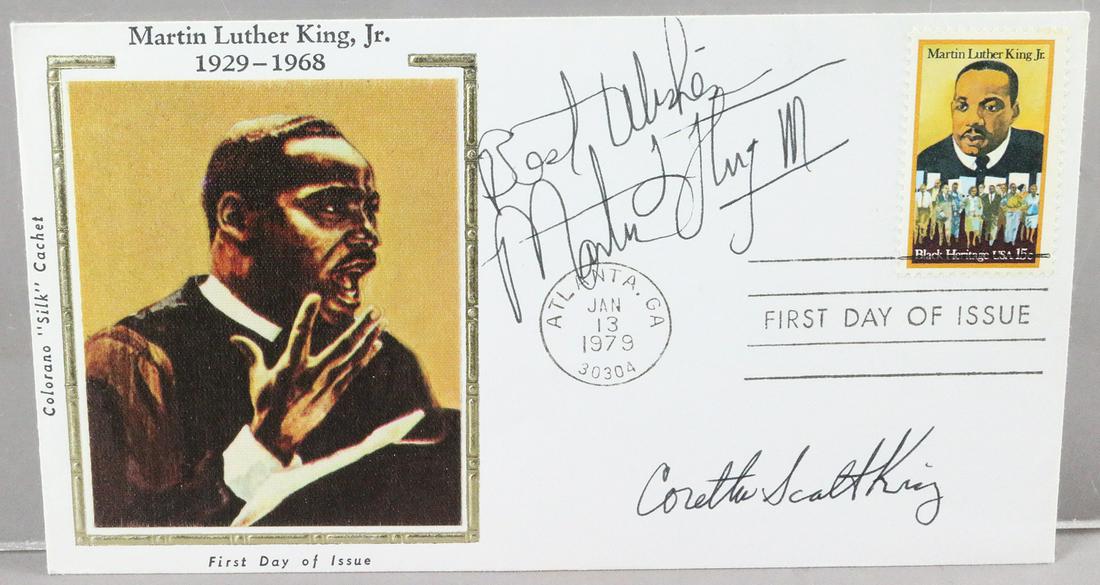 Martin Luther King, Jr.
1929–1968
Colorano "Silk" Cachet
First Day of Issue
Best Wishes
Martin L King III
ATLANTA, GA
JAN
13
1979
30304
Martin Luther King Jr.
Black Heritage USA 15c
FIRST DAY OF ISSUE
Coretta Scott King